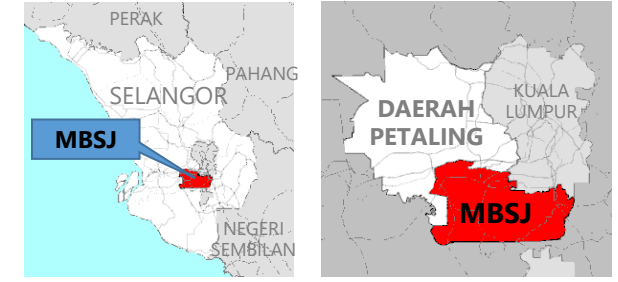 PERAK
PAHANG
SELANGOR
MBSJ
NEGERI
SEMBILAN
KUALA
LUMPUR
DAERAH
PETALING
MBSJ